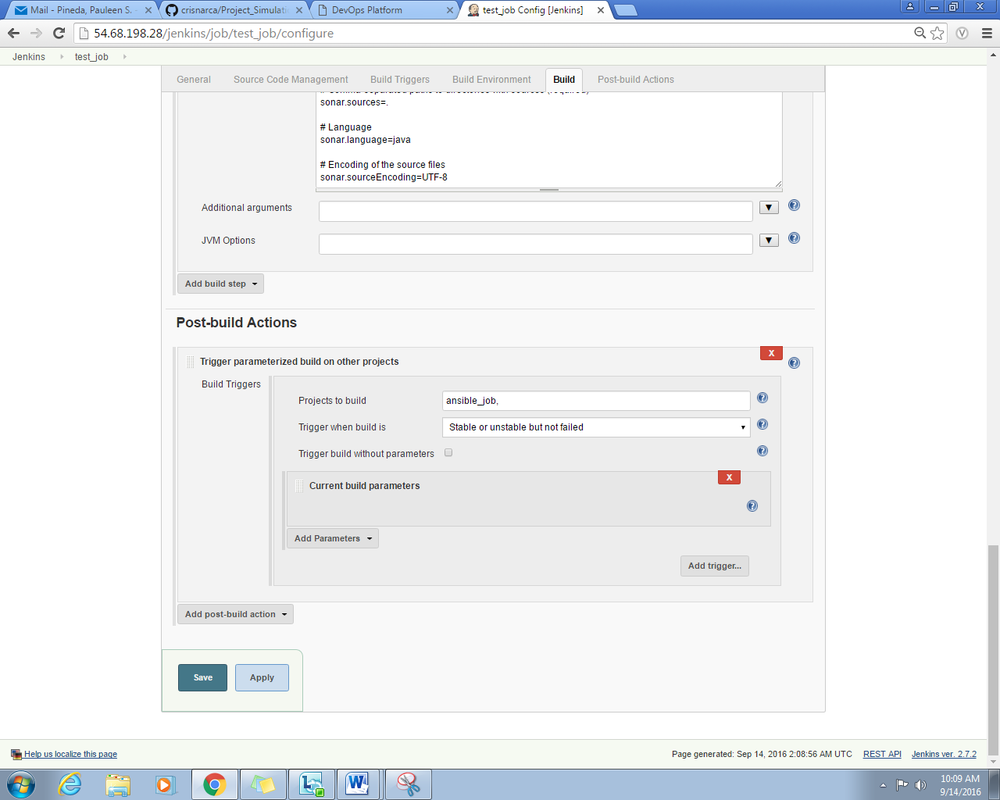 Mail - Pineda, Pauleen S. -
crisnarca/Project_Simulati
DevOps Platform
test_job Config [Jenkins]
54.68.198.28/jenkins/job/test_job/configure
Jenkins
test_job
General
Source Code Management
Build Triggers
Build Environment
Build
Post-build Actions
sonar.sources=.
# Language
sonar.language=java
# Encoding of the source files
sonar.sourceEncoding=UTF-8
Additional arguments
JVM Options
Add build step
Post-build Actions
X
Trigger parameterized build on other projects
Build Triggers
Projects to build
ansible_job,
Trigger when build is
Stable or unstable but not failed
Trigger build without parameters
X
Current build parameters
Add Parameters
Add trigger...
Add post-build action
Save
Apply
Help us localize this page
Page generated: Sep 14, 2016 2:08:56 AM UTC
REST API
Jenkins ver. 2.7.2
10:09 AM
9/14/2016